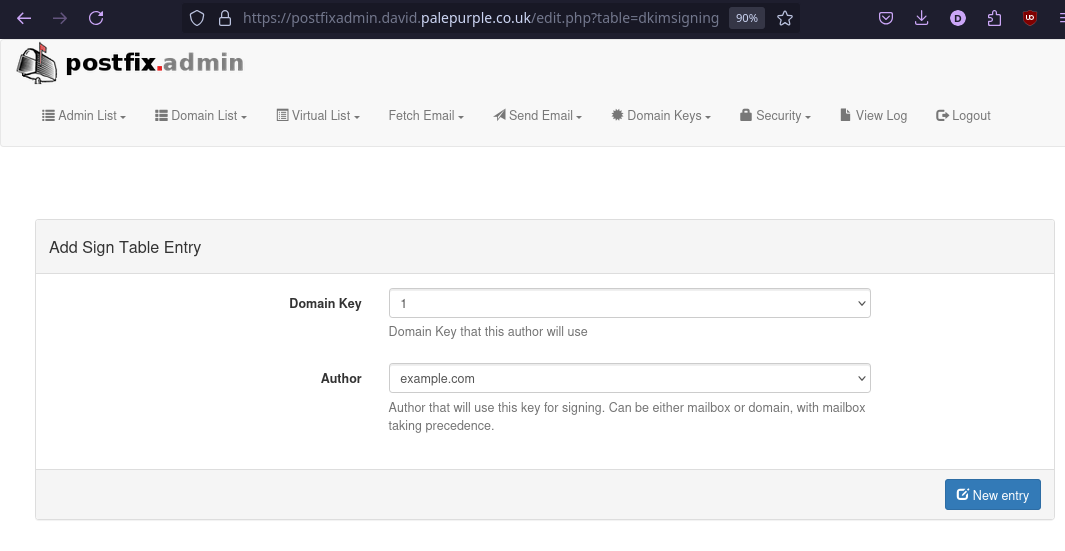 https://postfixadmin.david.palepurple.co.uk/edit.php?table=dkimsigning 90% D UD
postfix.admin
Admin List Domain List Virtual List Fetch Email Send Email Domain Keys Security View Log Logout
Add Sign Table Entry
Domain Key 1
Domain Key that this author will use
Author example.com
Author that will use this key for signing. Can be either mailbox or domain, with mailbox
taking precedence.
New entry